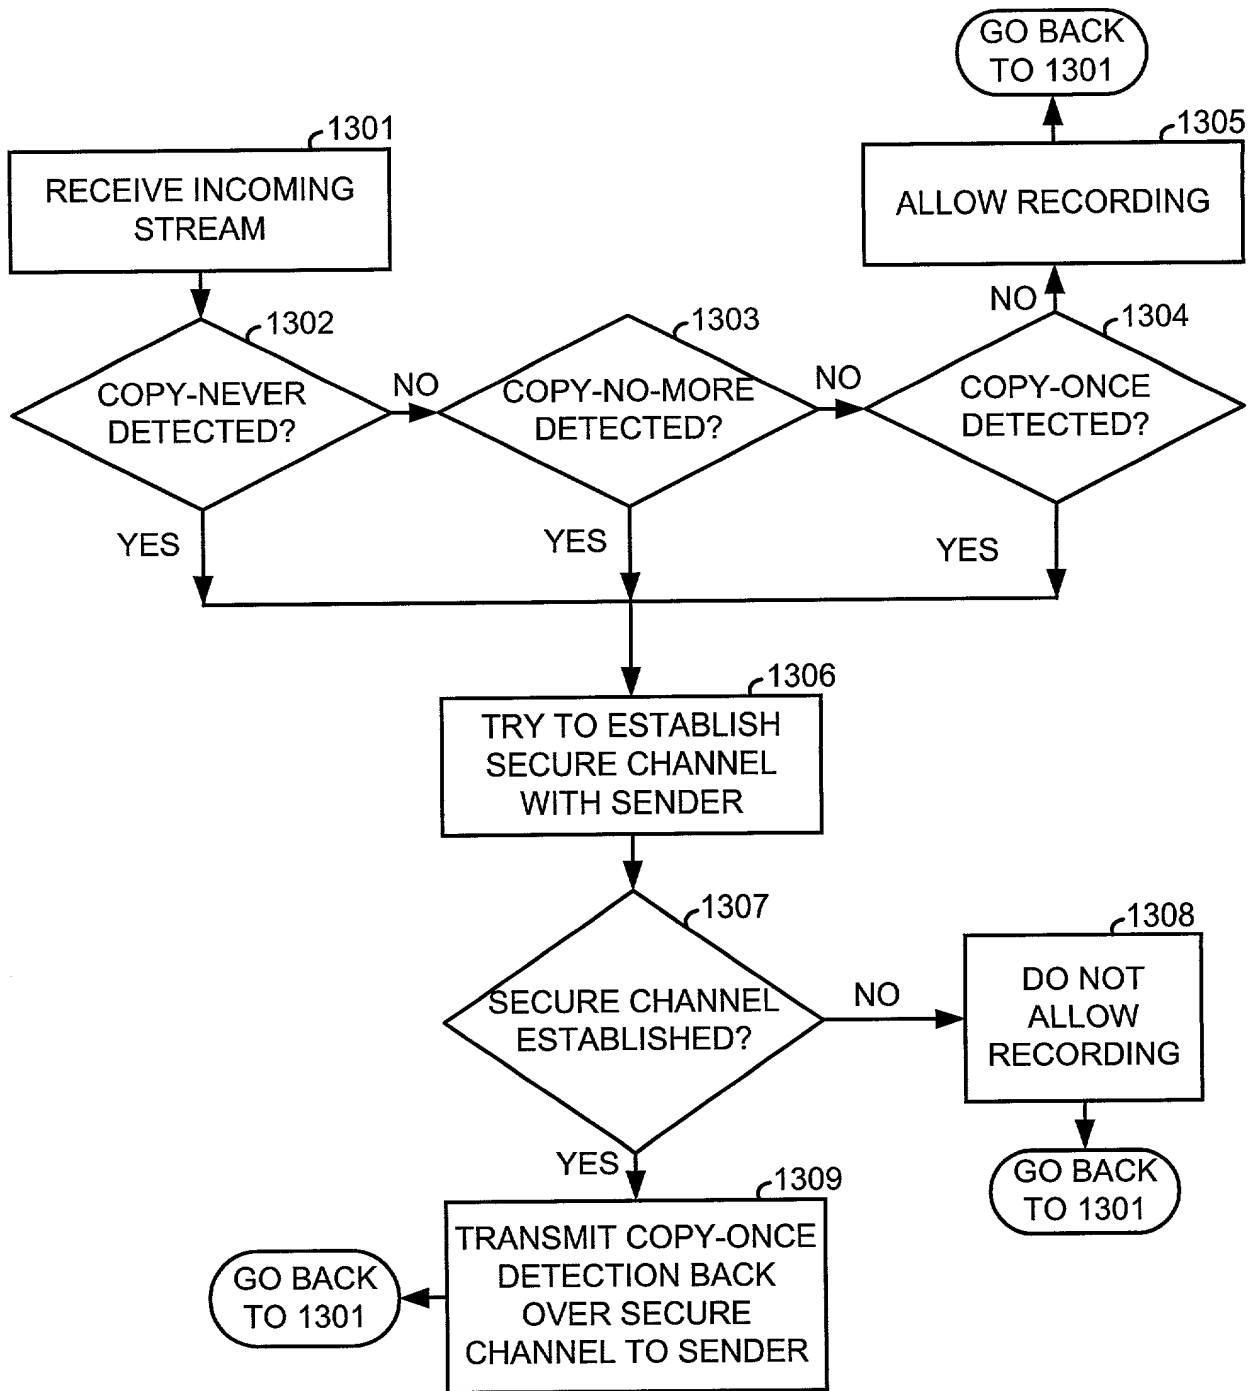 GO BACK
TO 1301
1305
ALLOW RECORDING
1301
RECEIVE INCOMING
STREAM
1302
COPY-NEVER
DETECTED?
NO
1303
COPY-NO-MORE
DETECTED?
NO
1304
COPY-ONCE
DETECTED?
NO
YES
YES
YES
1306
TRY TO ESTABLISH
SECURE CHANNEL
WITH SENDER
1307
SECURE CHANNEL
ESTABLISHED?
NO
1308
DO NOT
ALLOW
RECORDING
GO BACK
TO 1301
YES
1309
TRANSMIT COPY-ONCE
DETECTION BACK
OVER SECURE
CHANNEL TO SENDER
GO BACK
TO 1301